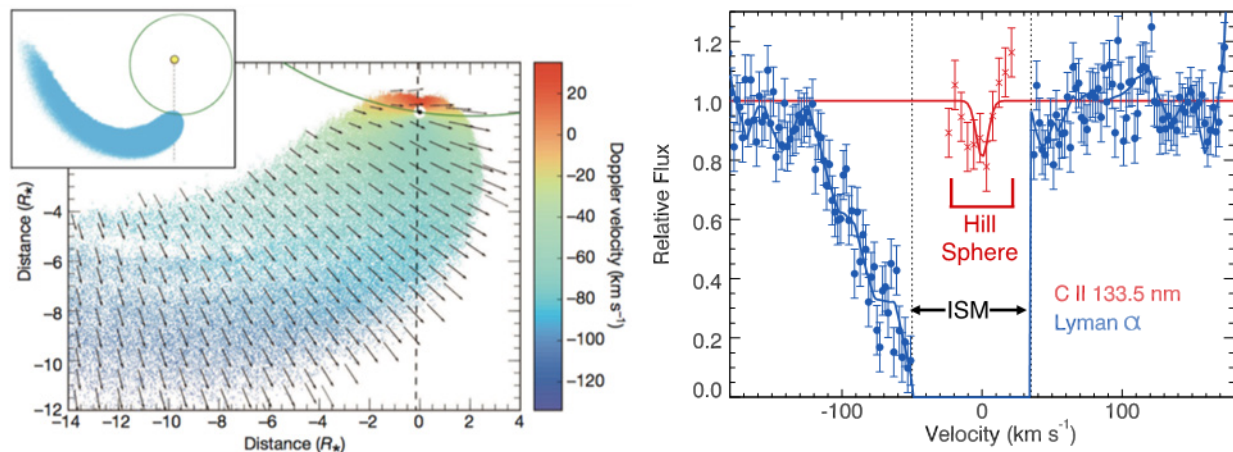 Distance (R⋆)
−4
−6
−8
−10
−12
−14 −12 −10 −8 −6 −4 −2 0 2 4
Distance (R⋆)
20
0
−20
−40
−60
−80
−100
−120
Doppler velocity (km s⁻¹)
Relative Flux
1.2
1.0
0.8
0.6
0.4
0.2
0.0
Hill
Sphere
ISM
C II 133.5 nm
Lyman α
-100 0 100
Velocity (km s⁻¹)